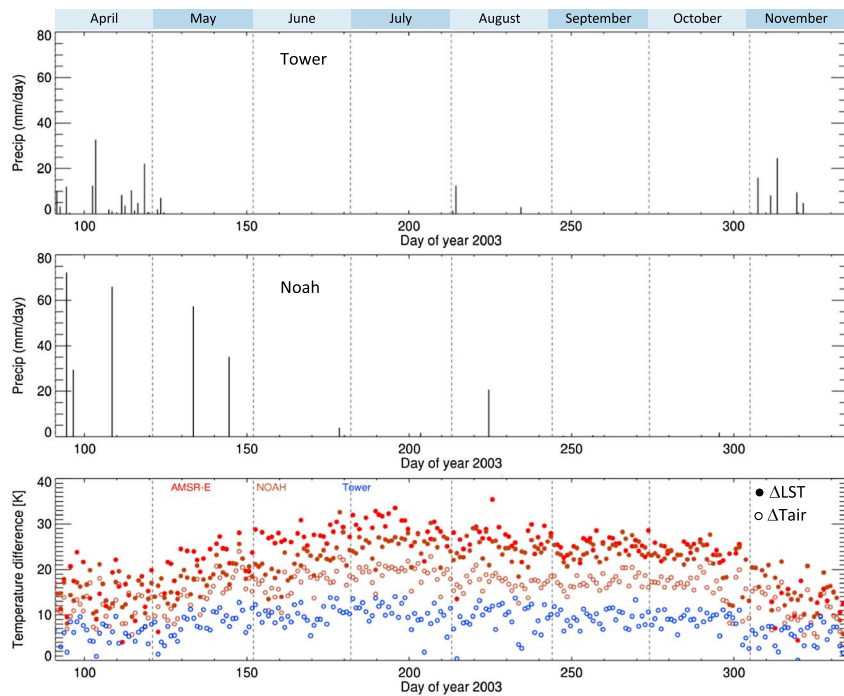 April May June July August September October November
80
Tower
60
Precip (mm/day)
40
20
0
100 150 200 250 300
Day of year 2003
80
Noah
60
Precip (mm/day)
40
20
0
100 150 200 250 300
Day of year 2003
40
AMSR-E NOAH Tower
● ΔLST
○ ΔTair
30
Temperature difference [K]
20
10
0
100 150 200 250 300
Day of year 2003